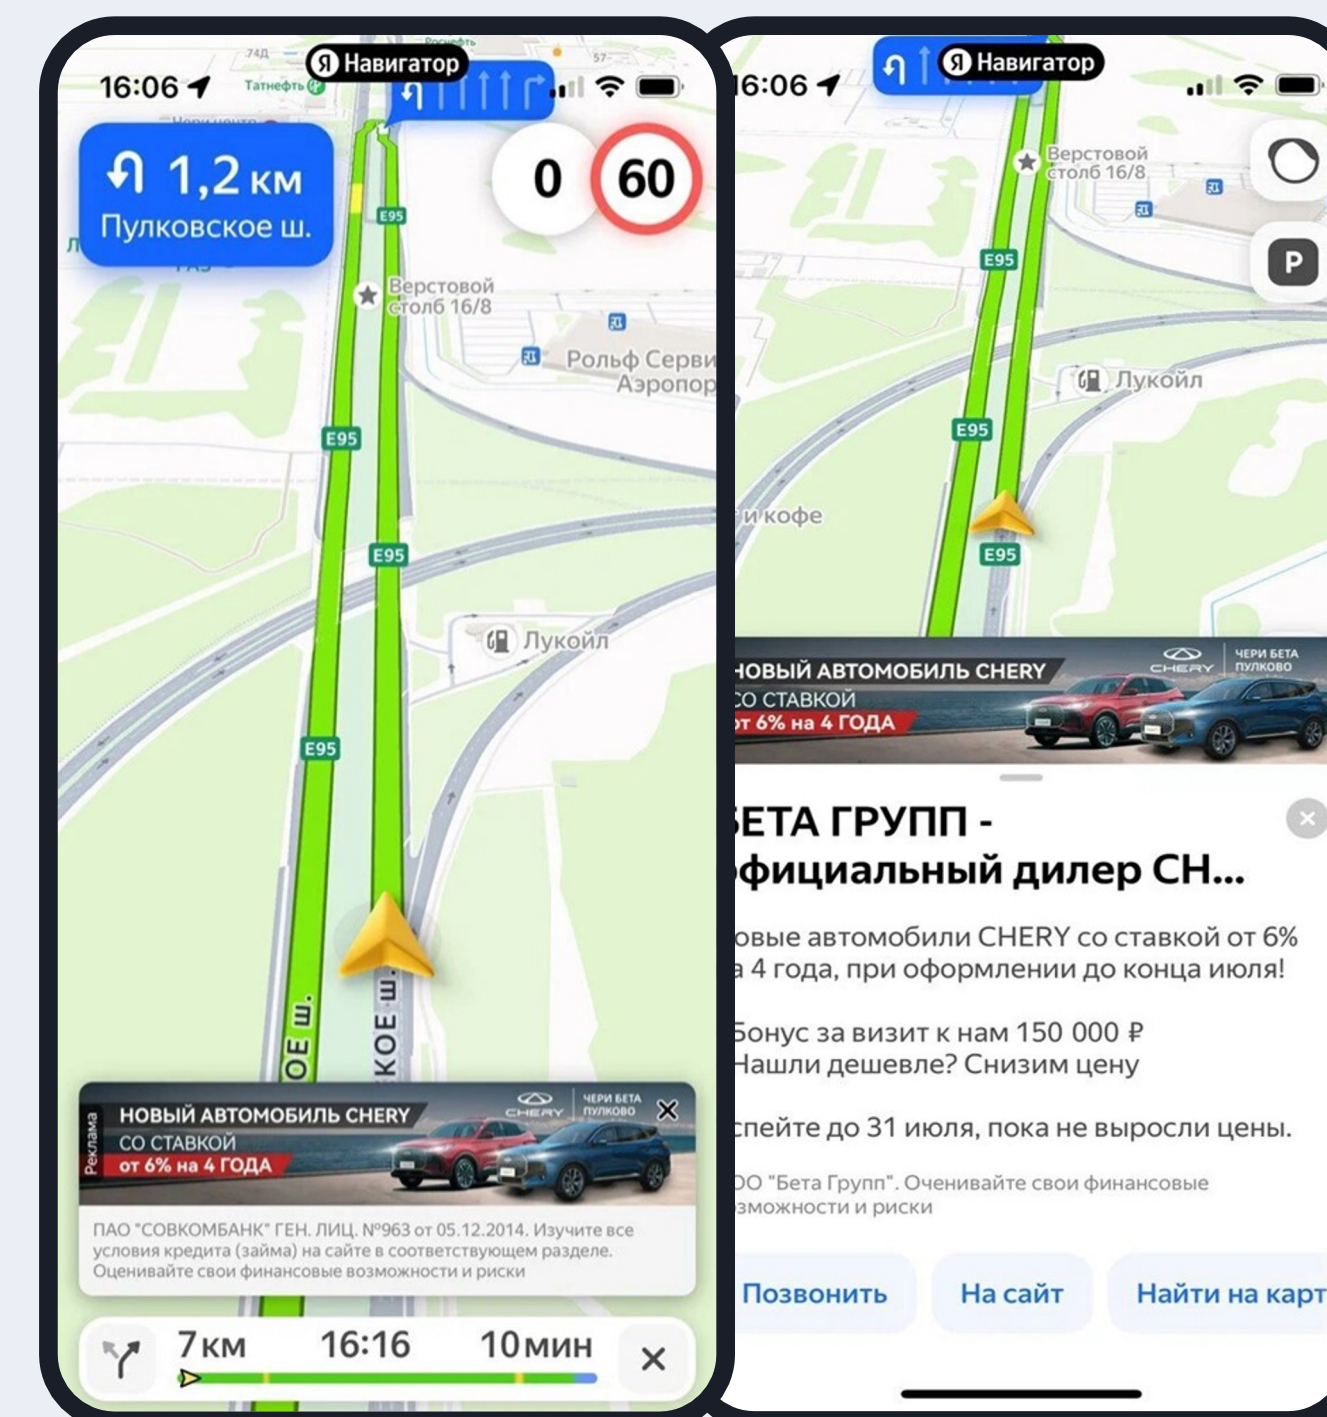 74Д
Роснефть
57-
Я Навигатор
16:06
Татнефть
1,2 км
Пулковское ш.
0
60
E95
Верстовой
столб 16/8
Рольф Серви
Аэропор
E95
E95
Лукойл
E95
ОЕ ш.
КОЕ ш.
Реклама
НОВЫЙ АВТОМОБИЛЬ CHERY
СО СТАВКОЙ
от 6% на 4 ГОДА
CHERY
ЧЕРИ БЕТА
ПУЛКОВО
ПАО "СОВКОМБАНК" ГЕН. ЛИЦ. №963 от 05.12.2014. Изучите все
условия кредита (займа) на сайте в соответствующем разделе.
Оценивайте свои финансовые возможности и риски
7 км 16:16 10 мин
16:06
Я Навигатор
Верстовой
столб 16/8
P
E95
Лукойл
E95
и кофе
E95
НОВЫЙ АВТОМОБИЛЬ CHERY
СО СТАВКОЙ
от 6% на 4 ГОДА
CHERY
ЧЕРИ БЕТА
ПУЛКОВО
БЕТА ГРУПП -
официальный дилер CH...
овые автомобили CHERY со ставкой от 6%
а 4 года, при оформлении до конца июля!
Бонус за визит к нам 150 000 ₽
Нашли дешевле? Снизим цену
спейте до 31 июля, пока не выросли цены.
ОО "Бета Групп". Оченивайте свои финансовые
зможности и риски
Позвонить
На сайт
Найти на карт